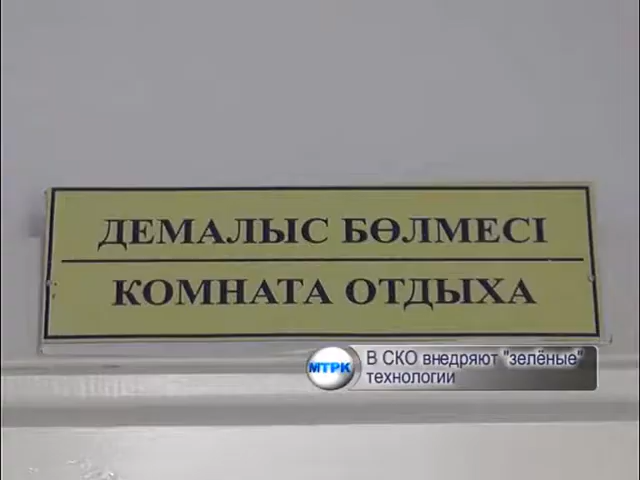 ДЕМАЛЫС БӨЛМЕСІ
КОМНАТА ОТДЫХА
МТРК
В СКО внедряют "зелёные"
технологии